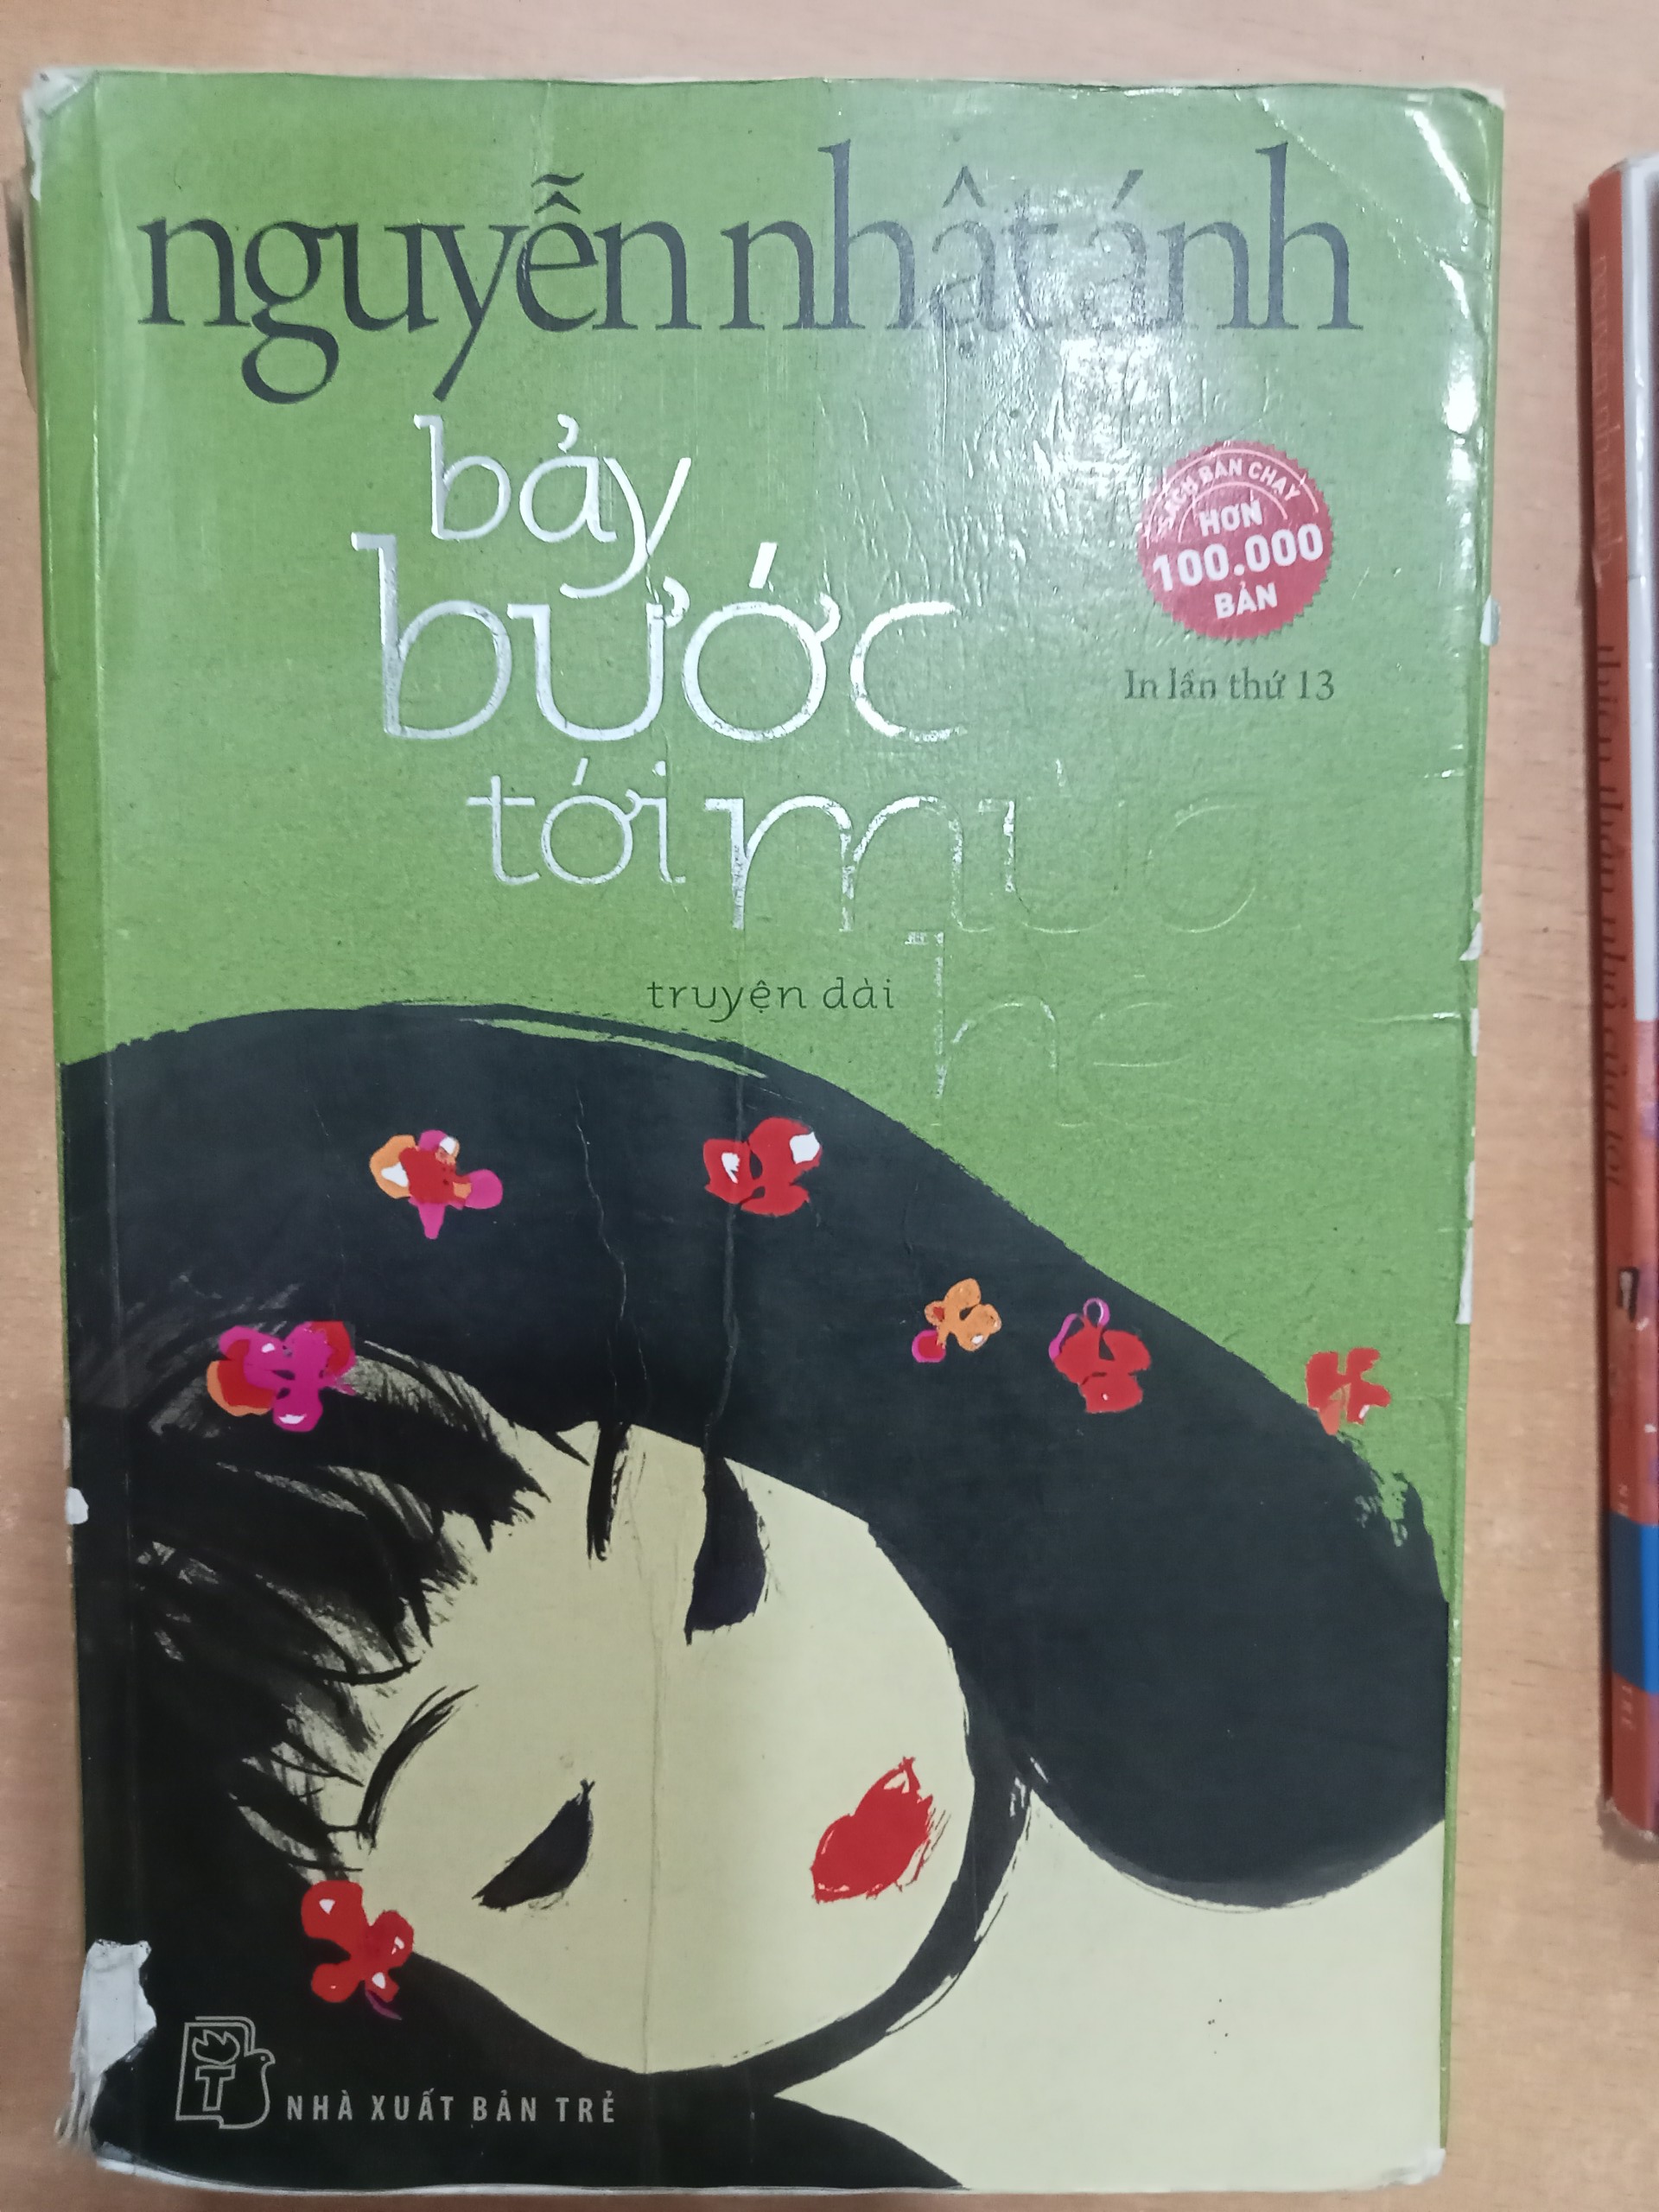 nguyễn nhật ánh
bảy
bước
tới mùa
hè
SÁCH BÁN CHẠY
HƠN
100.000
BẢN
In lần thứ 13
truyện dài
T
NHÀ XUẤT BẢN TRẺ